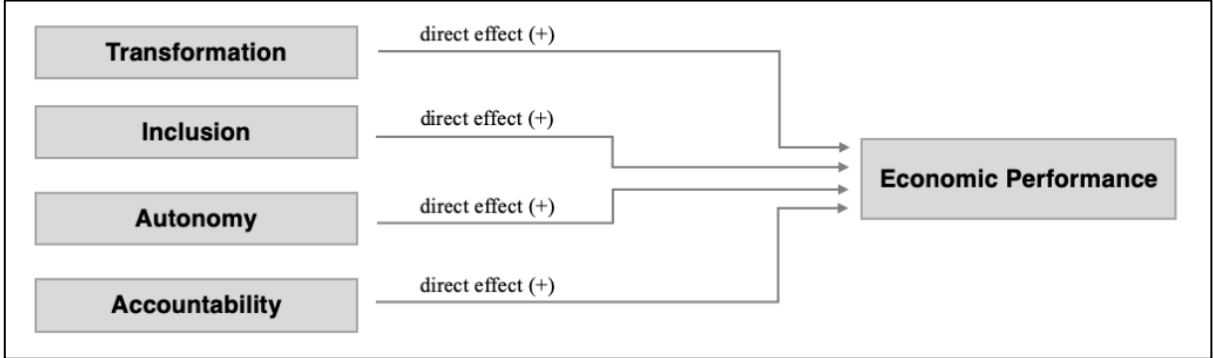 Transformation
direct effect (+)
Inclusion
direct effect (+)
Autonomy
direct effect (+)
Accountability
direct effect (+)
Economic Performance